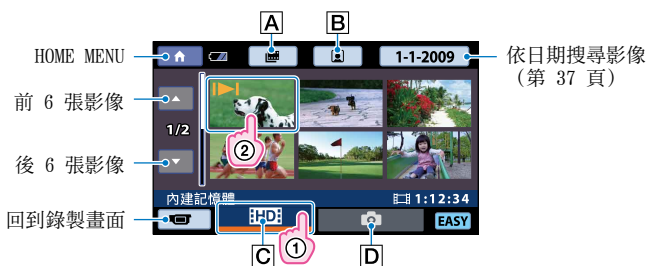 A
B
HOME MENU
1-1-2009
依日期搜尋影像
(第 37 頁)
前 6 張影像
1/2
②
後 6 張影像
內建記憶體
1:12:34
回到錄製畫面
HD
①
EASY
C
D